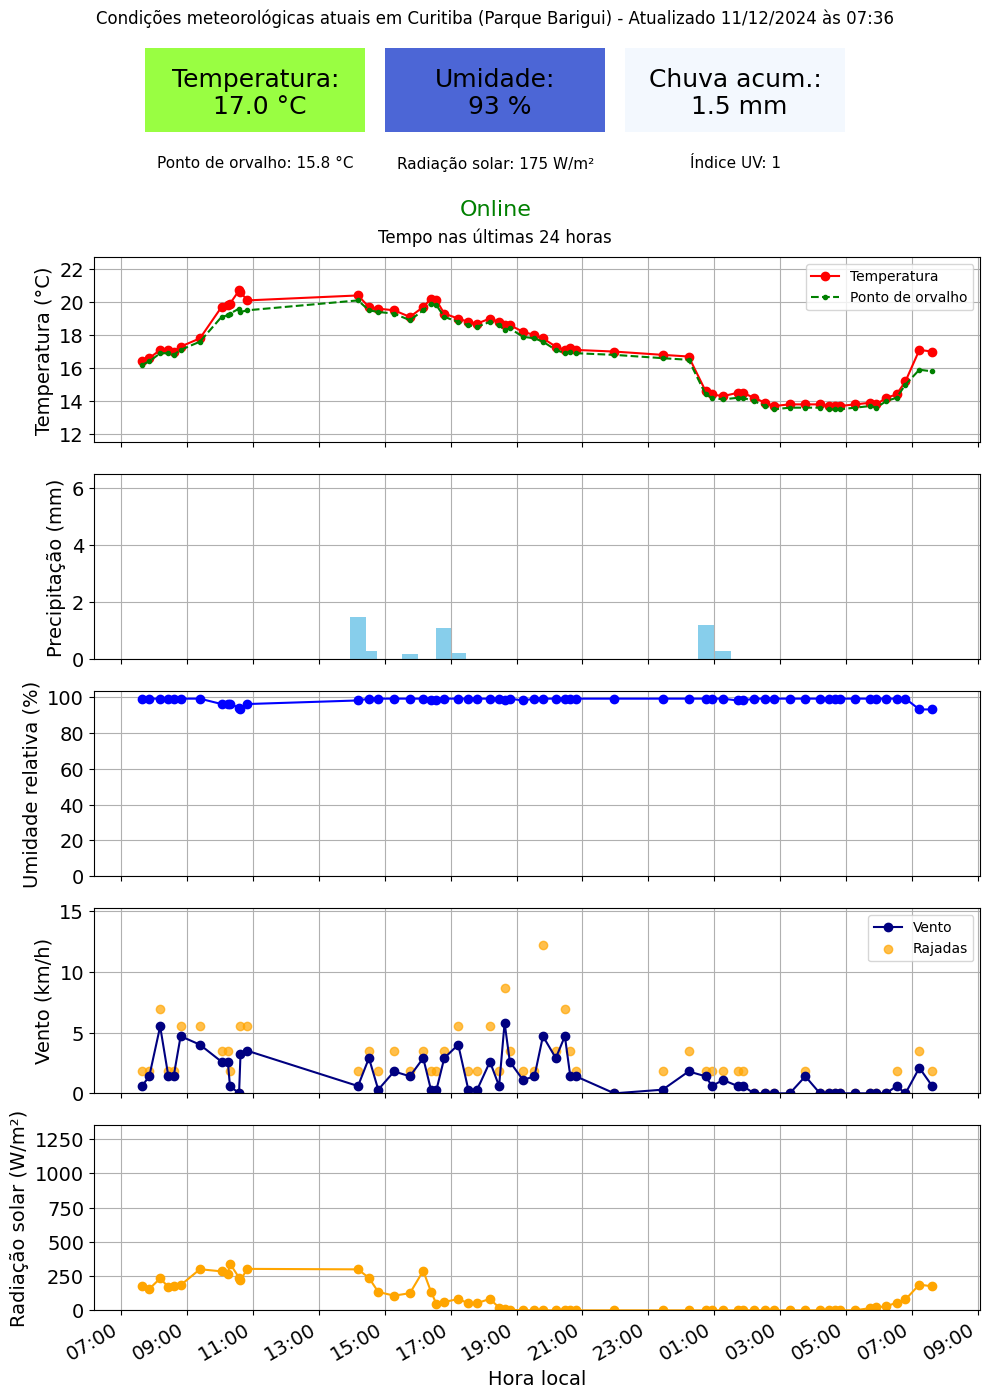 Condições meteorológicas atuais em Curitiba (Parque Barigui) - Atualizado 11/12/2024 às 07:36
Temperatura:
17.0 °C
Umidade:
93 %
Chuva acum.:
1.5 mm
Ponto de orvalho: 15.8 °C
Radiação solar: 175 W/m²
Índice UV: 1
Online
Tempo nas últimas 24 horas
Temperatura (°C)
22
20
18
16
14
12
Temperatura
Ponto de orvalho
Precipitação (mm)
6
4
2
0
Umidade relativa (%)
100
80
60
40
20
0
Vento (km/h)
15
10
5
0
Vento
Rajadas
Radiação solar (W/m²)
1250
1000
750
500
250
0
07:00
09:00
11:00
13:00
15:00
17:00
19:00
21:00
23:00
01:00
03:00
05:00
07:00
09:00
Hora local